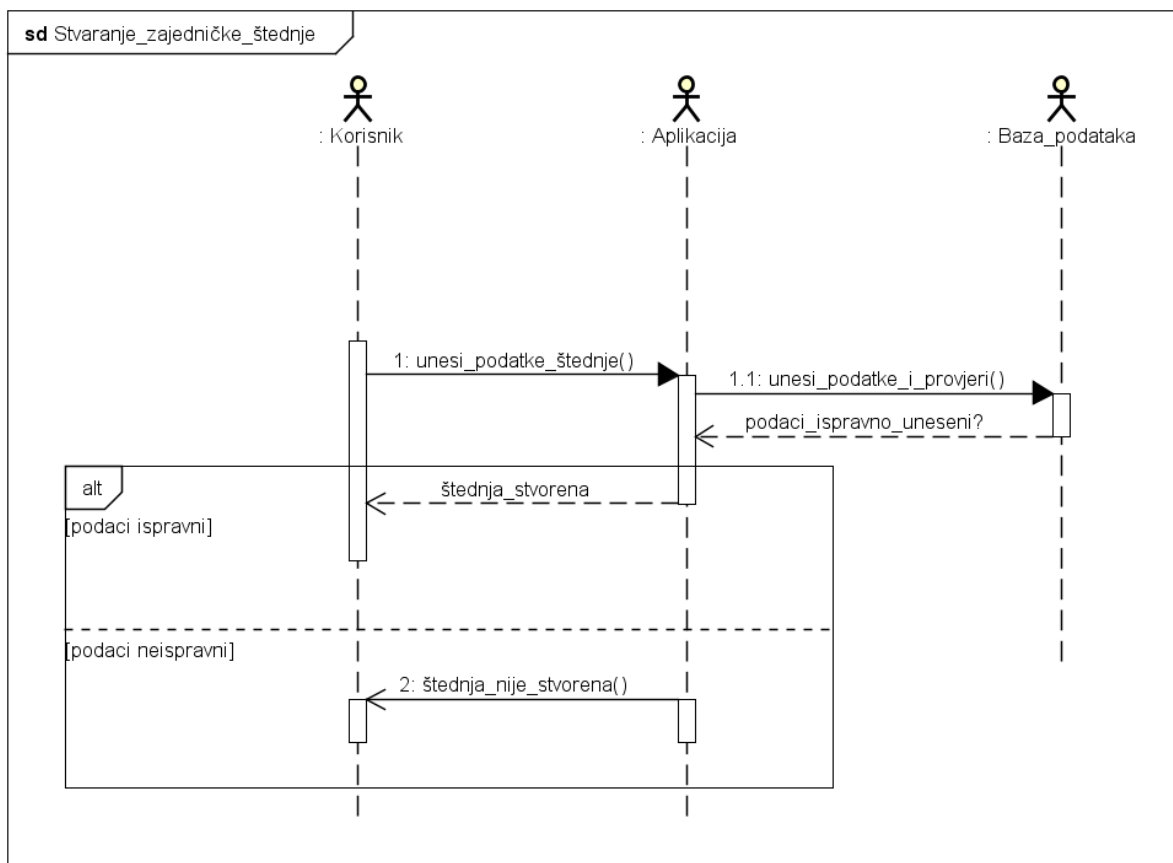 sd Stvaranje_zajedničke_štednje
: Korisnik
: Aplikacija
: Baza_podataka
1: unesi_podatke_štednje()
1.1: unesi_podatke_i_provjeri()
podaci_ispravno_uneseni?
alt
štednja_stvorena
[podaci ispravni]
[podaci neispravni]
2: štednja_nije_stvorena()